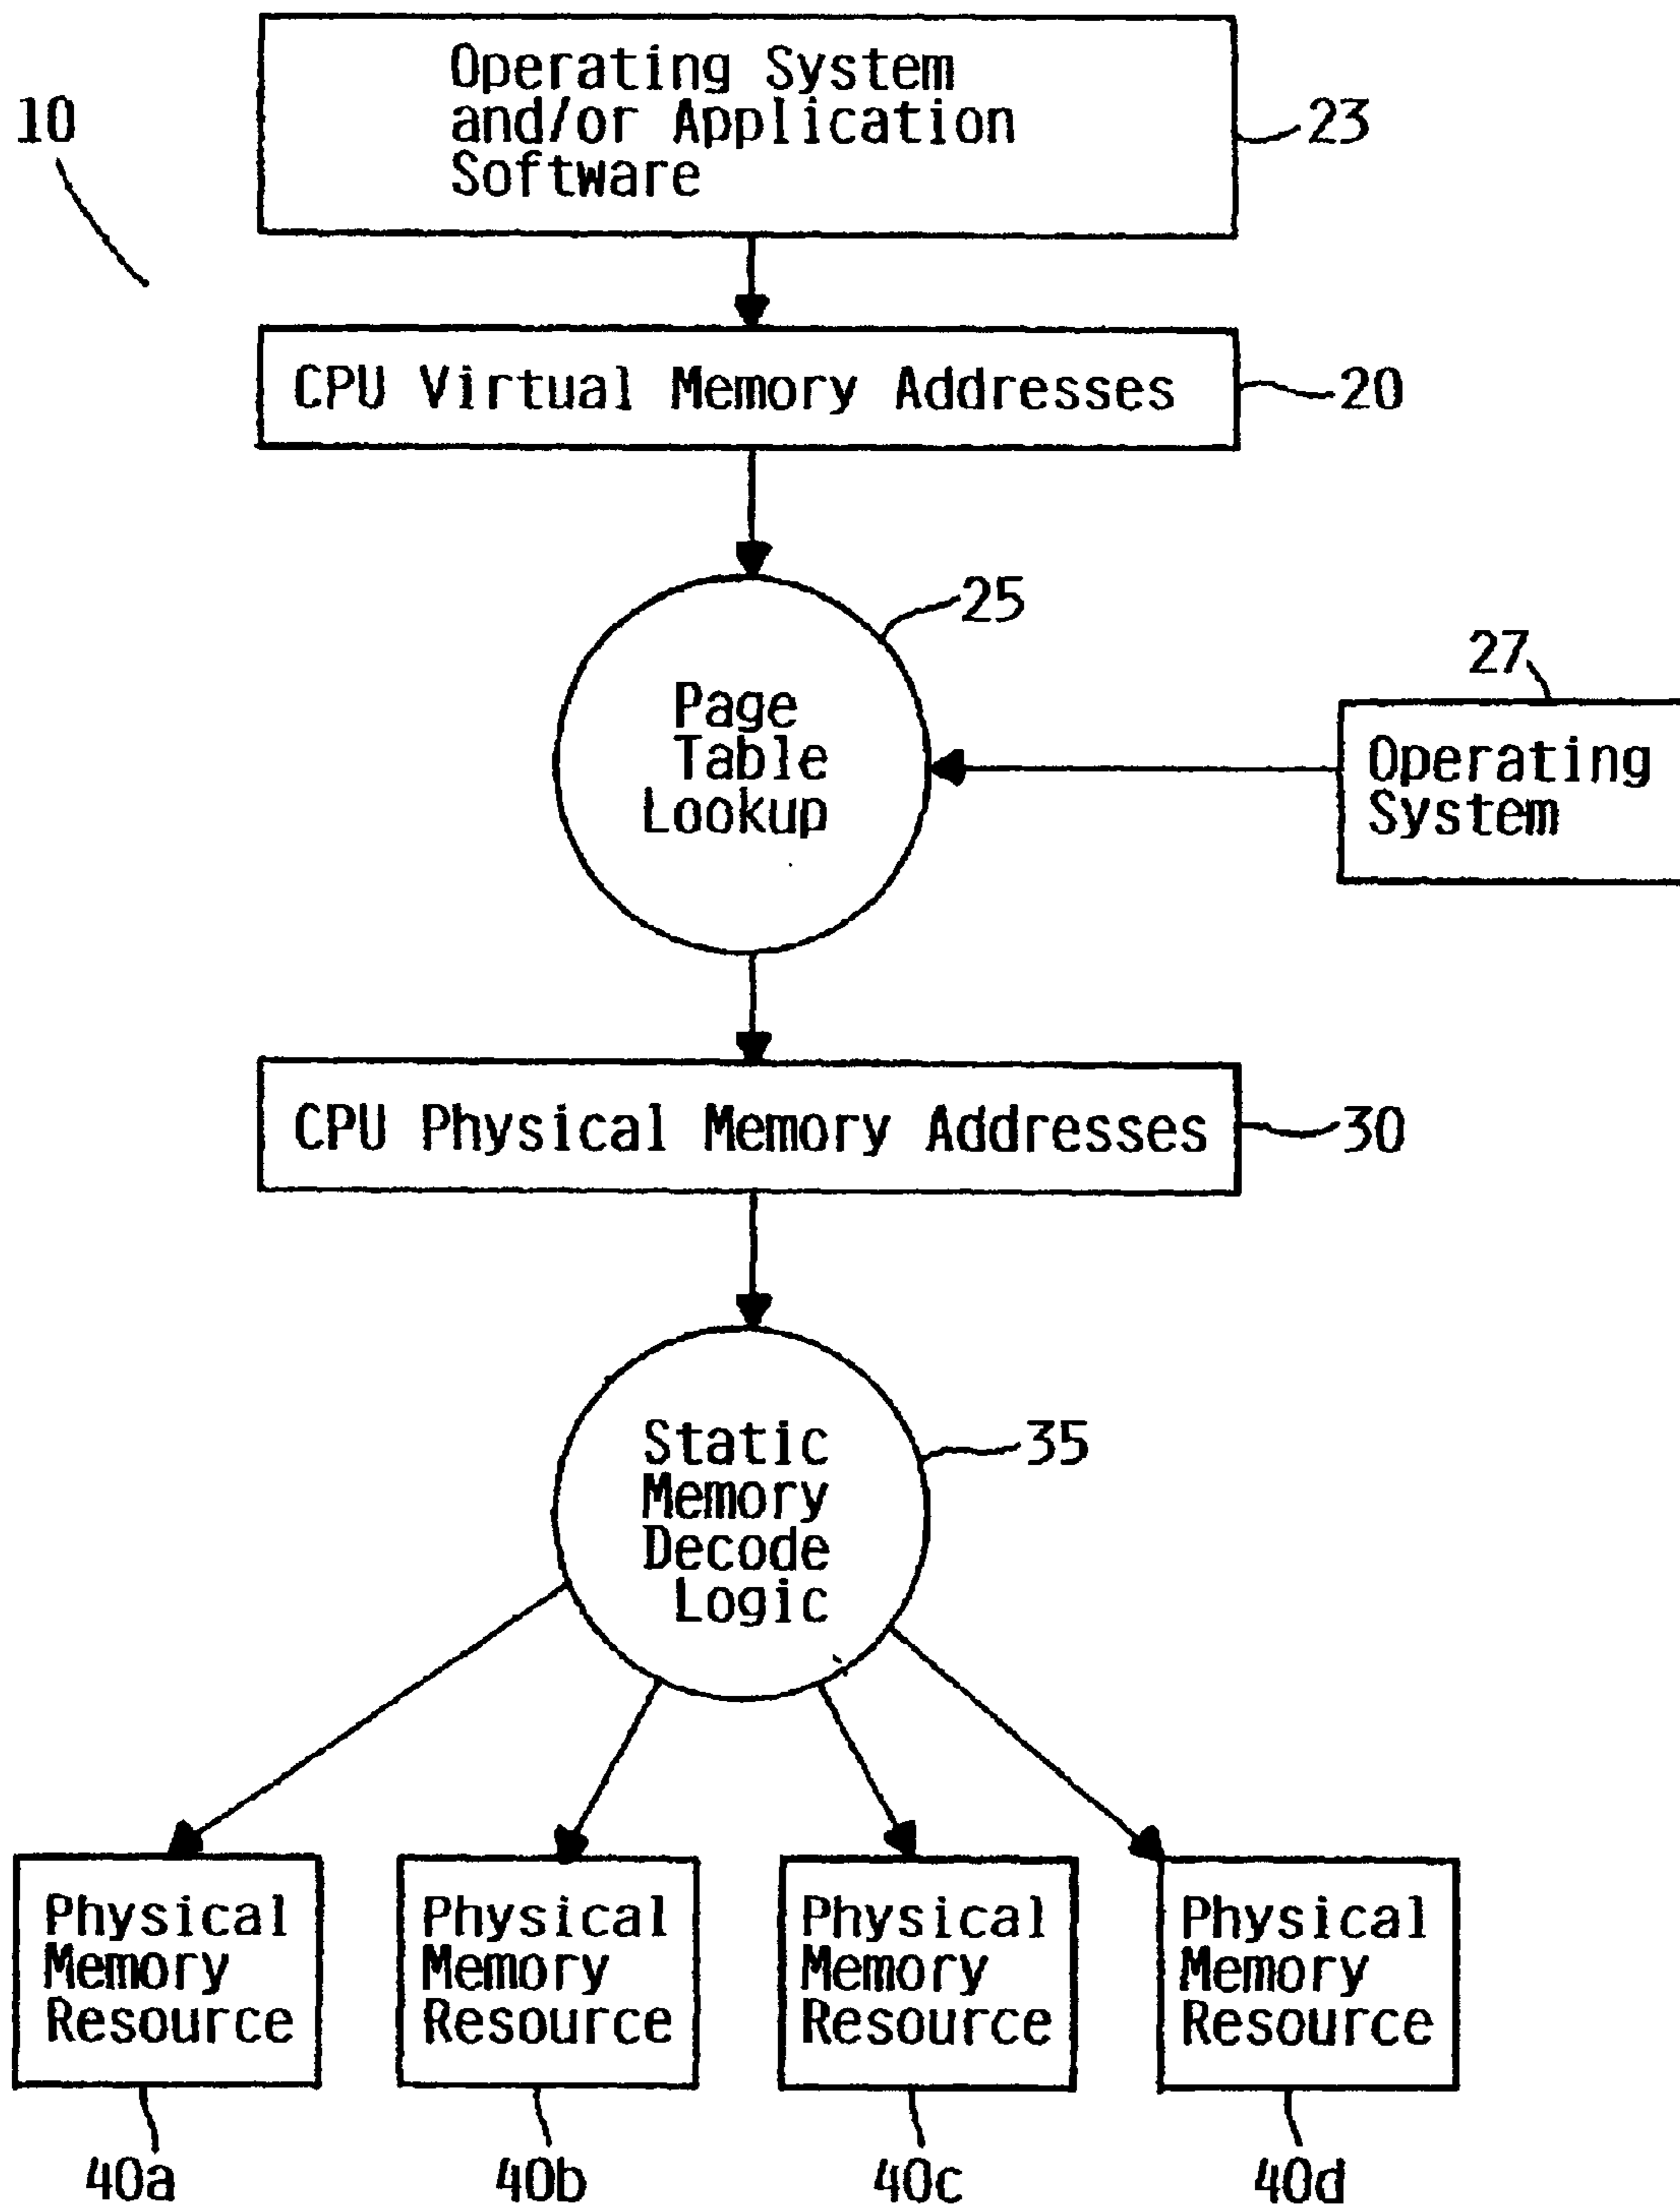 10
Operating System
and/or Application
Software
23
CPU Virtual Memory Addresses
20
25
Page
Table
Lookup
27
Operating
System
CPU Physical Memory Addresses
30
Static
Memory
Decode
Logic
35
Physical
Memory
Resource
Physical
Memory
Resource
Physical
Memory
Resource
Physical
Memory
Resource
40a
40b
40c
40d